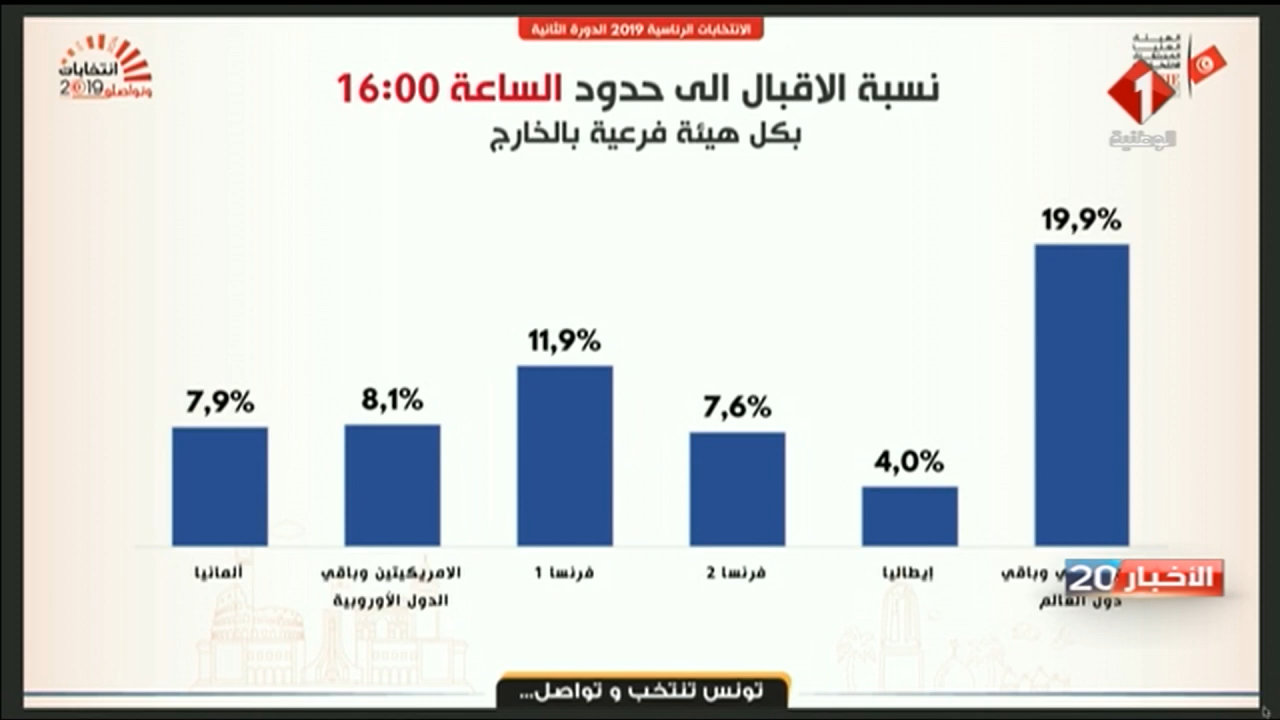 الانتخابات الرئاسية 2019 الدورة الثانية
انتخابات
2019 وتواصلو
نسبة الاقبال الى حدود الساعة 16:00
بكل هيئة فرعية بالخارج
1
الوطنية
19,9%
11,9%
8,1%
7,9%
7,6%
4,0%
ألمانيا
الامريكيتين وباقي
الدول الأوروبية
فرنسا 1
فرنسا 2
إيطاليا
وباقي
دول العالم
الأخبار 20
تونس تنتخب و تواصل...